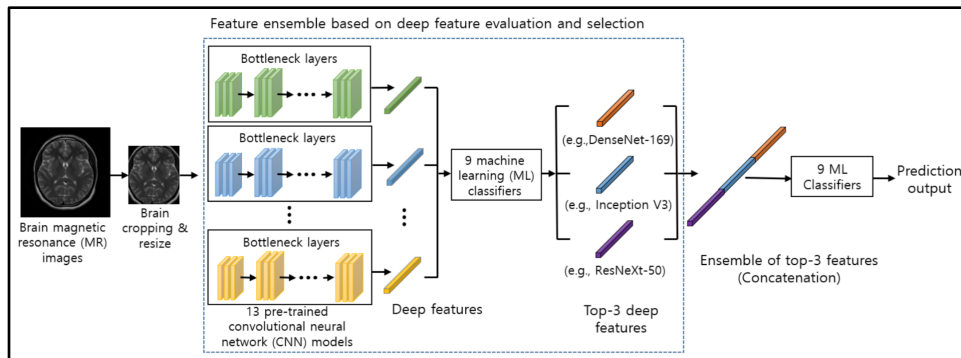 Feature ensemble based on deep feature evaluation and selection
Bottleneck layers
Bottleneck layers
Bottleneck layers
13 pre-trained
convolutional neural
network (CNN) models
Brain magnetic
resonance (MR)
images
Brain
cropping &
resize
Deep features
9 machine
learning (ML)
classifiers
(e.g.,DenseNet-169)
(e.g., Inception V3)
(e.g., ResNeXt-50)
Top-3 deep
features
Ensemble of top-3 features
(Concatenation)
9 ML
Classifiers
Prediction
output